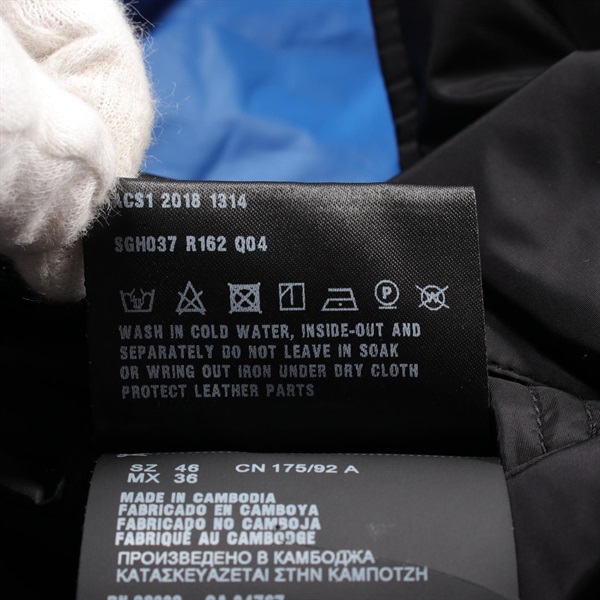 ACS1 2018 1314
SGH037 R162 Q04
WASH IN COLD WATER, INSIDE-OUT AND
SEPARATELY DO NOT LEAVE IN SOAK
OR WRING OUT IRON UNDER DRY CLOTH
PROTECT LEATHER PARTS
SZ 46 CN 175/92 A
MX 36
MADE IN CAMBODIA
FABRICADO EN CAMBOYA
FABRICADO NO CAMBOJA
FABRIQUÉ AU CAMBODGE
ПРОИЗВЕДЕНО В КАМБОДЖА
ΚΑΤΑΣΚΕΥΑΖΕΤΑΙ ΣΤΗΝ ΚΑΜΠΟΤΖΗ